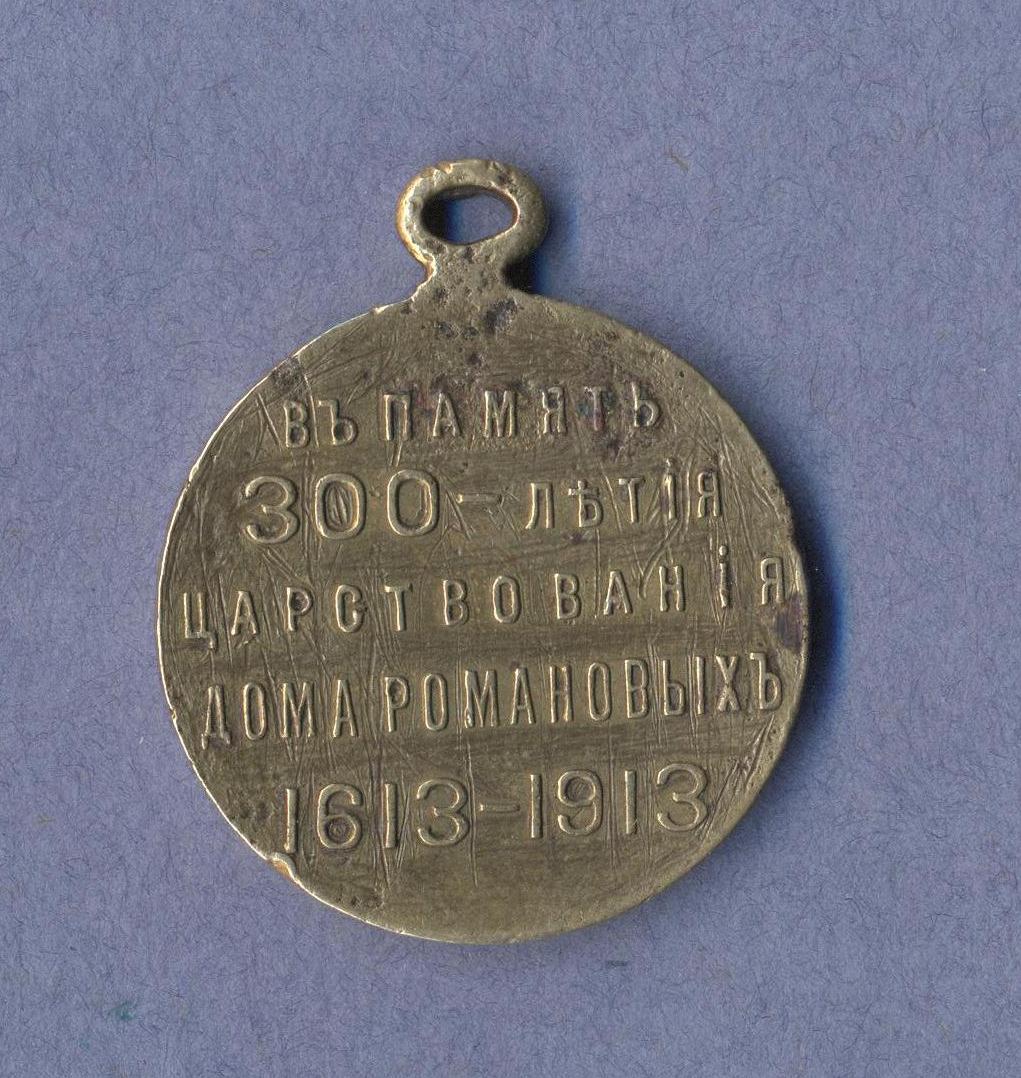 ВЪ ПАМЯТЬ
300-ЛѢТІЯ
ЦАРСТВОВАНІЯ
ДОМА РОМАНОВЫХЪ
1613-1913